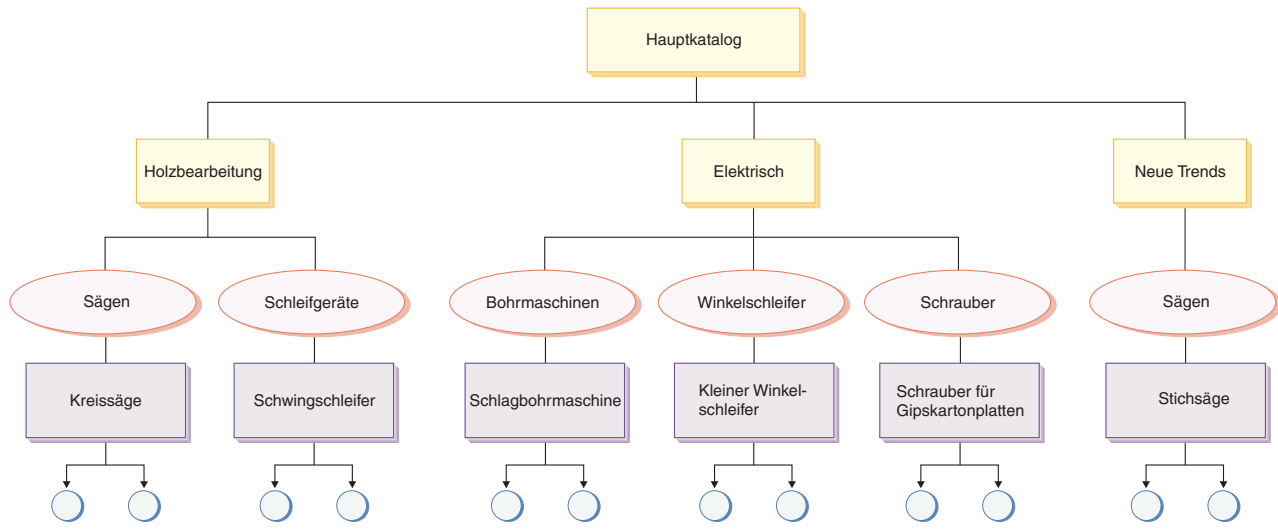 Hauptkatalog
Holzbearbeitung
Elektrisch
Neue Trends
Sägen
Schleifgeräte
Bohrmaschinen
Winkelschleifer
Schrauber
Sägen
Kreissäge
Schwingschleifer
Schlagbohrmaschine
Kleiner Winkel-
schleifer
Schrauber für
Gipskartonplatten
Stichsäge